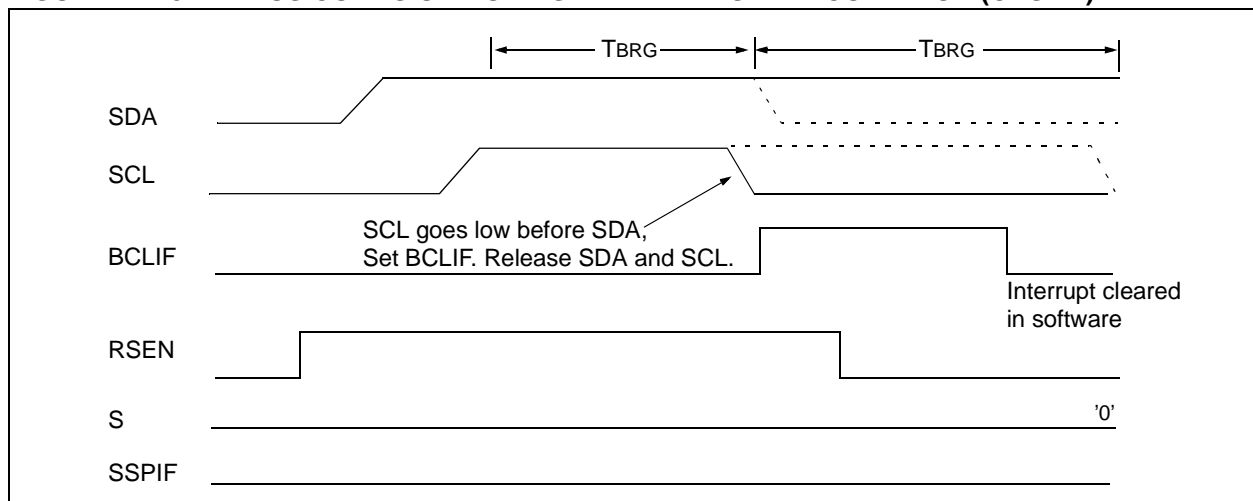 TBRG TBRG
SDA
SCL
SCL goes low before SDA,
Set BCLIF. Release SDA and SCL.
BCLIF
Interrupt cleared
in software
RSEN
S
'0'
SSPIF